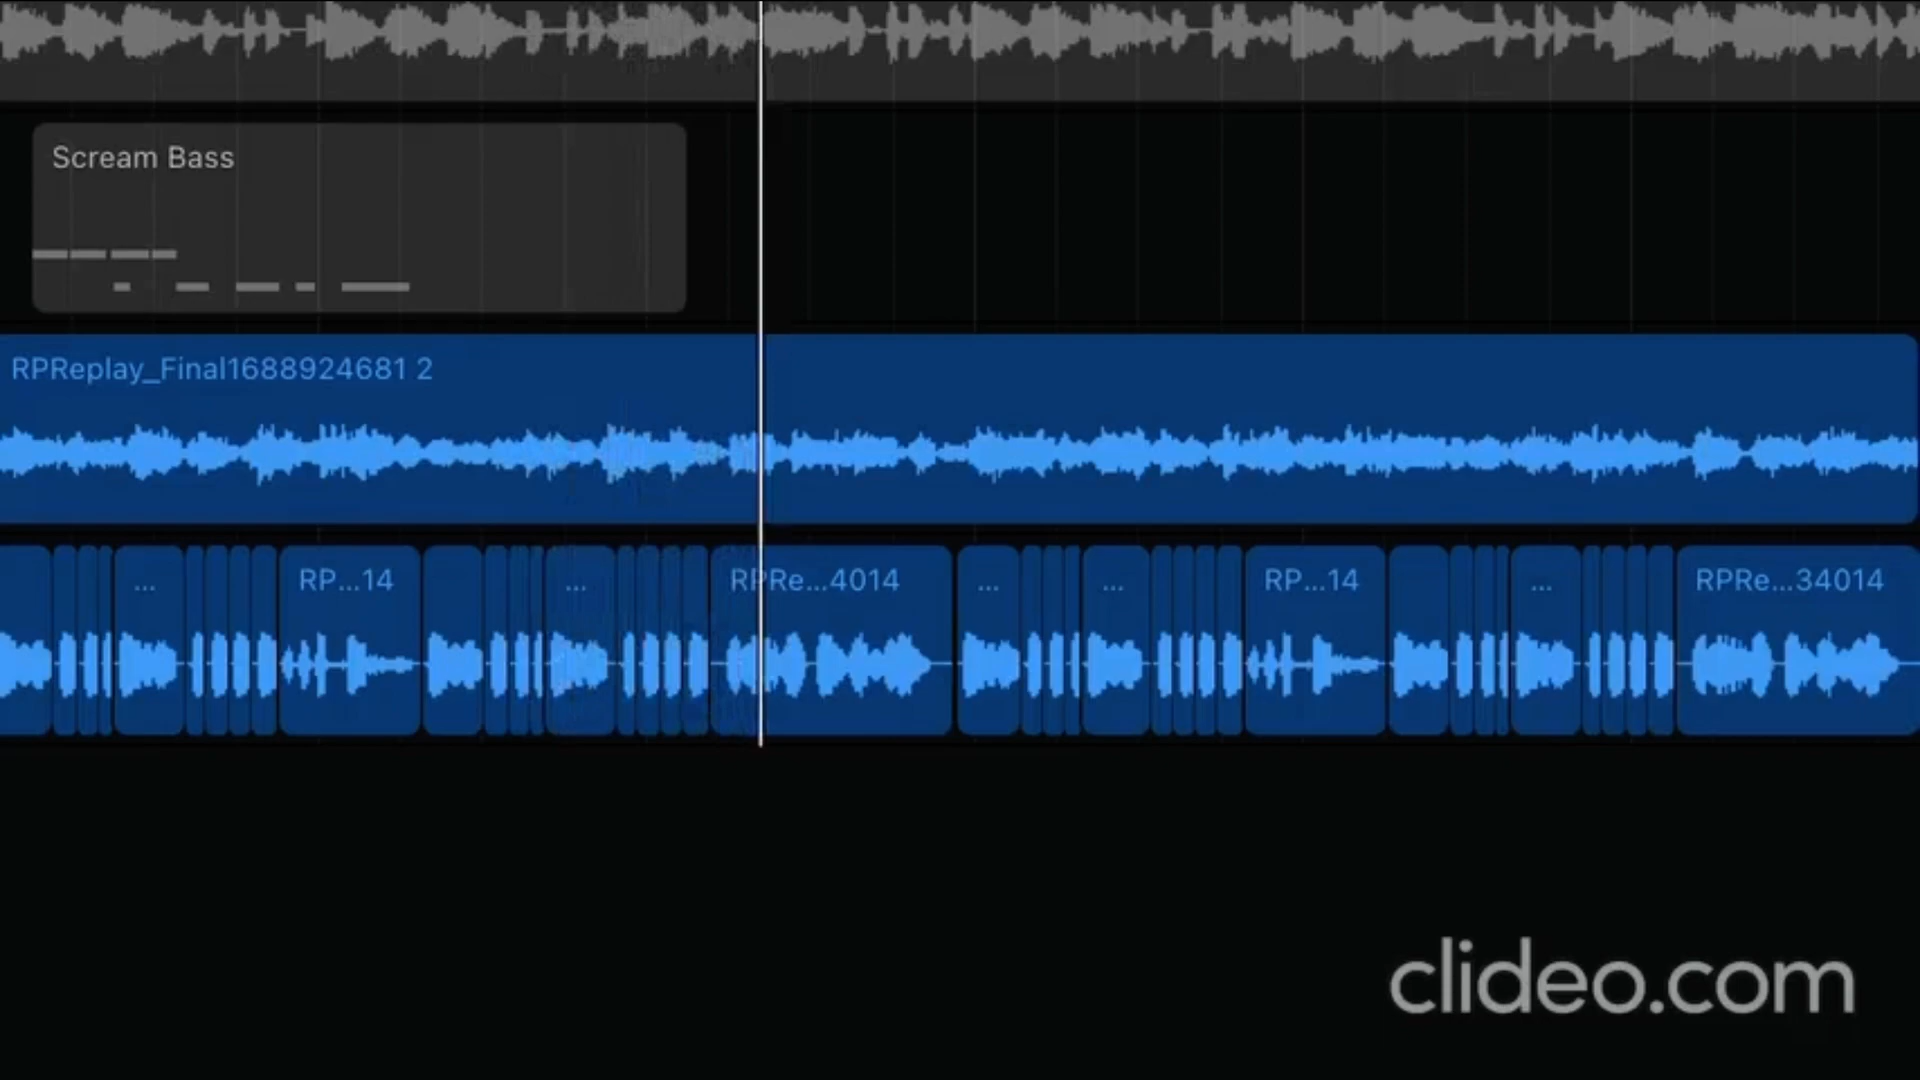 Scream Bass
RPReplay_Final1688924681 2
... RP...14 ... RPRe...4014 ... ... RP...14 ... RPRe...34014
clideo.com